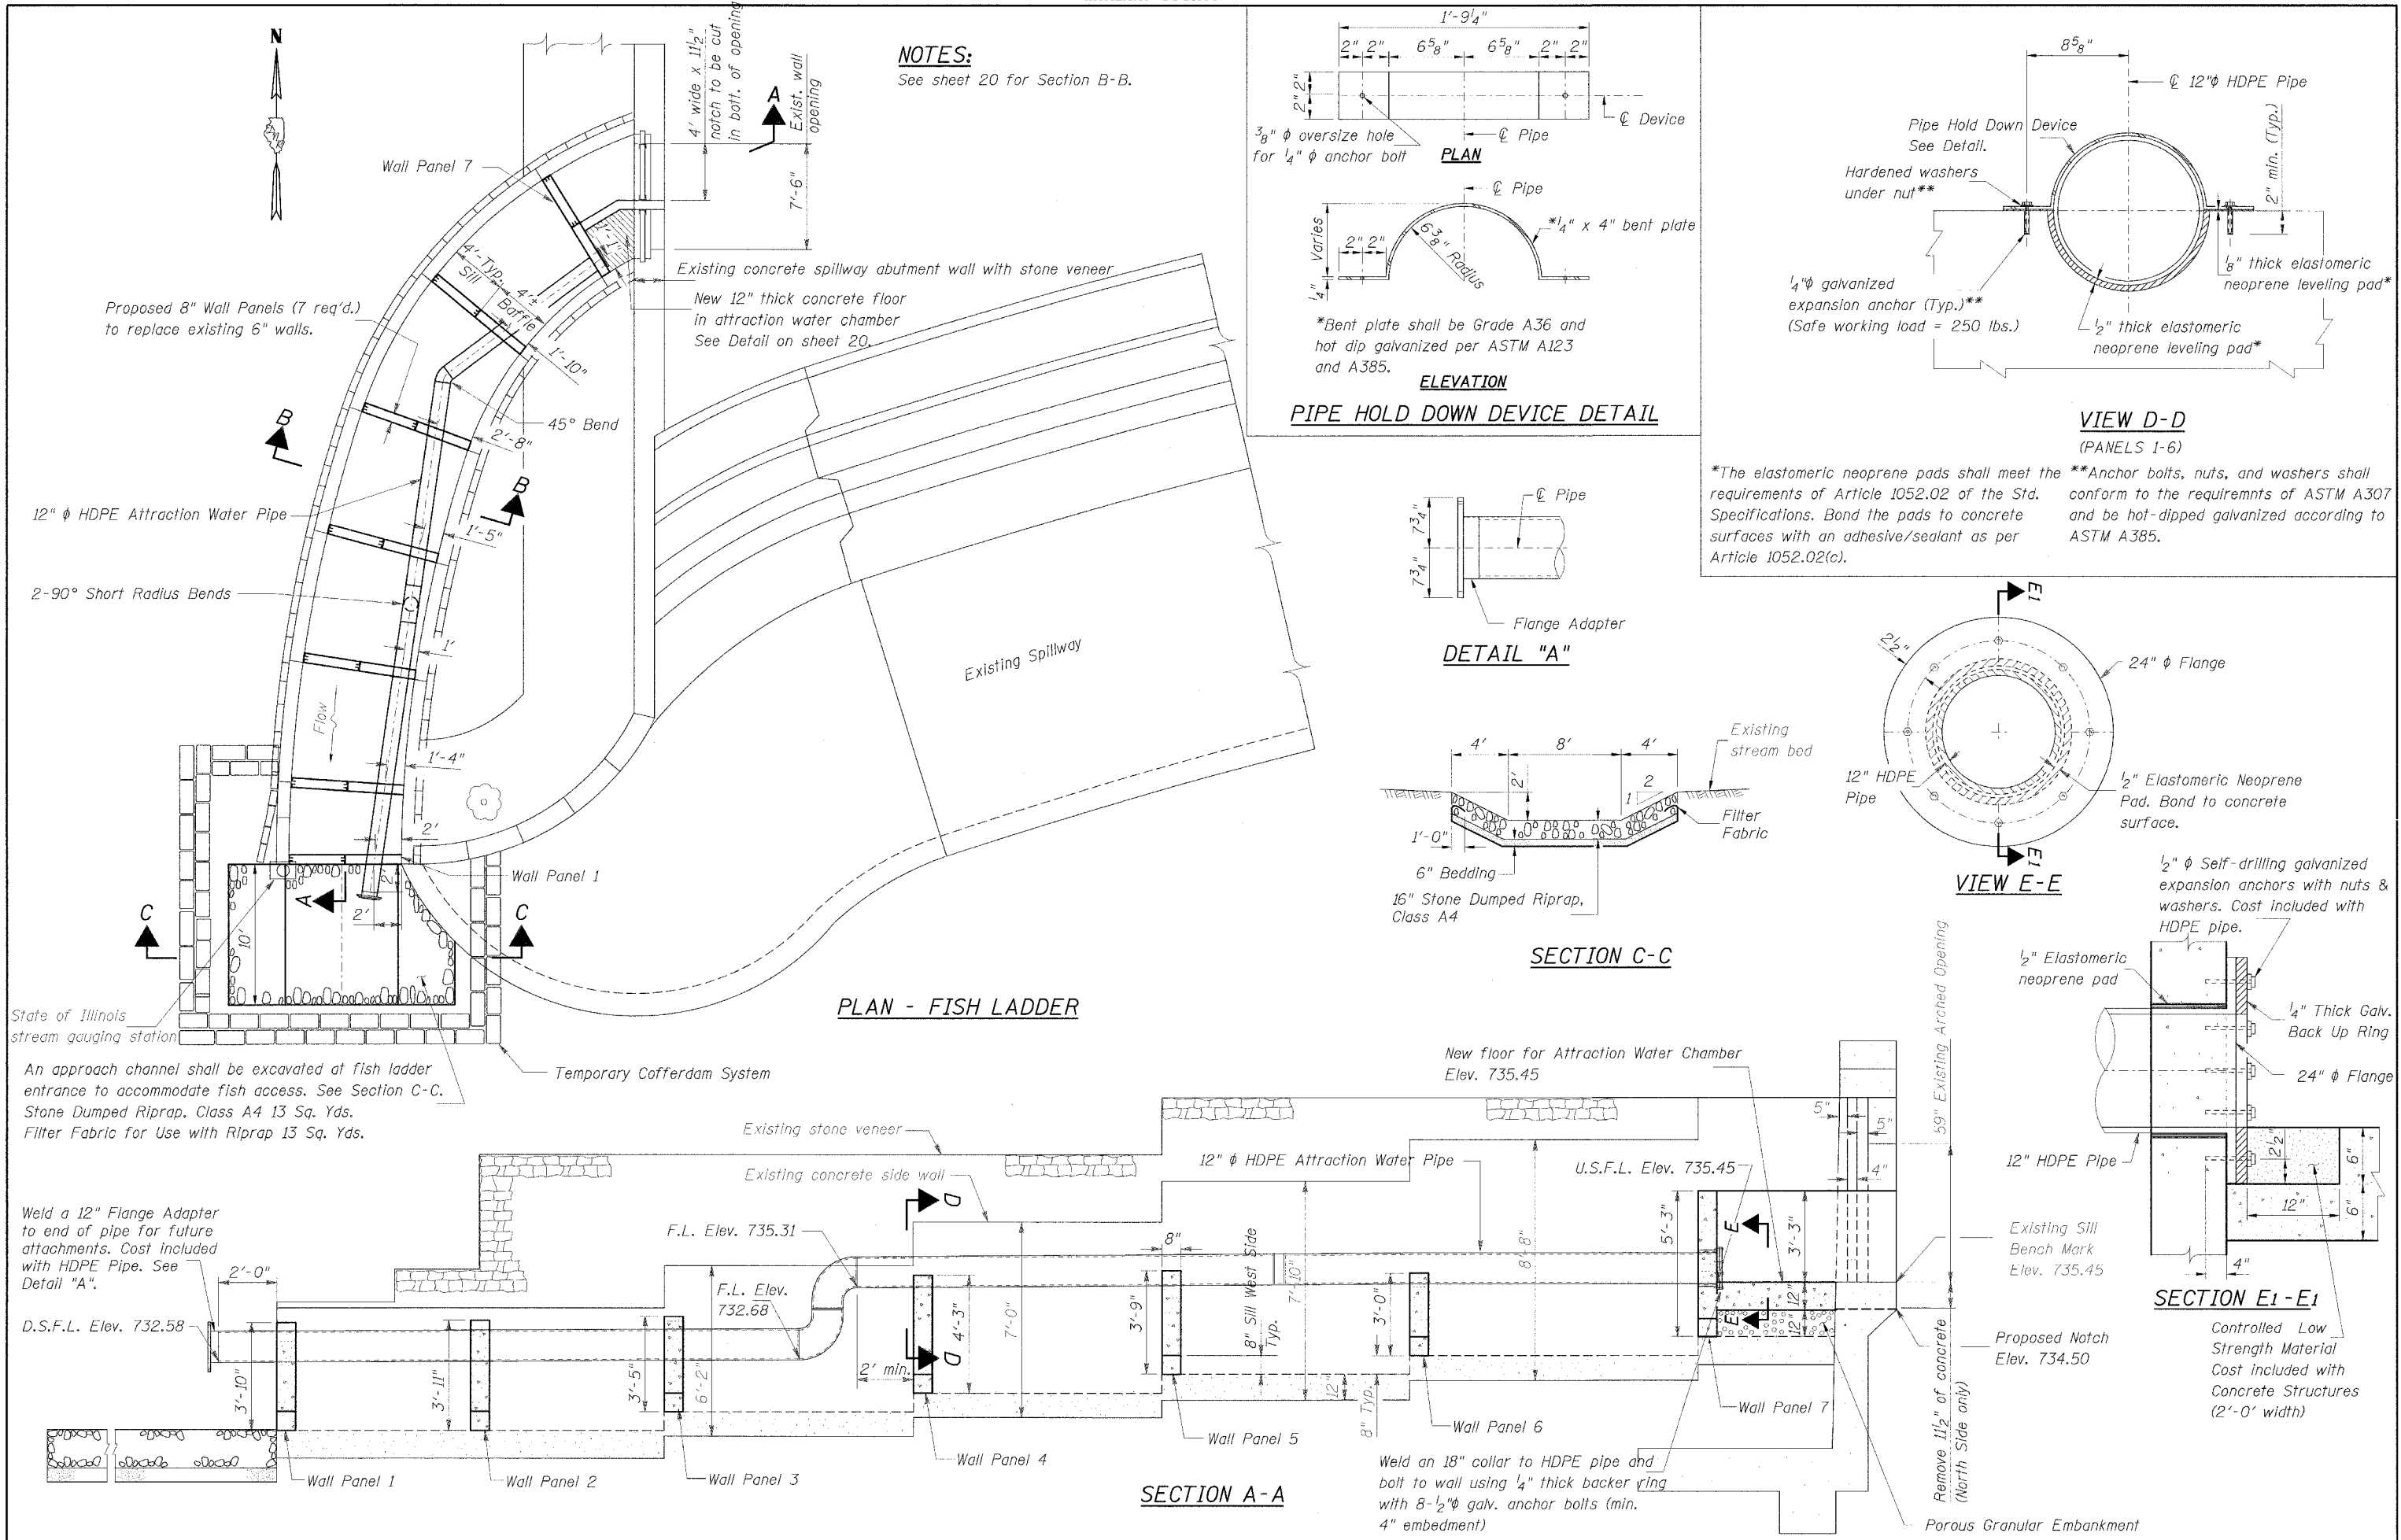 N
NOTES:
See sheet 20 for Section B-B.
4' wide x 11½"
notch to be cut
in bott. of opening
A
Exist. wall
opening
7'-6"
Wall Panel 7
1'-1"
4'-Typ.
Sill
4'±
Baffle
Existing concrete spillway abutment wall with stone veneer
New 12" thick concrete floor
in attraction water chamber
See Detail on sheet 20.
Proposed 8" Wall Panels (7 req'd.)
to replace existing 6" walls.
1'-10"
45° Bend
B
2'-8"
B
12" ϕ HDPE Attraction Water Pipe
1'-5"
2-90° Short Radius Bends
1'
Existing Spillway
Flow
1'-4"
2'
Wall Panel 1
2'
A
2'
C
C
10'
PLAN - FISH LADDER
State of Illinois
stream gauging station
Temporary Cofferdam System
An approach channel shall be excavated at fish ladder
entrance to accommodate fish access. See Section C-C.
Stone Dumped Riprap, Class A4 13 Sq. Yds.
Filter Fabric for Use with Riprap 13 Sq. Yds.
1'-9¼"
2" 2" 6⅝" 6⅝" 2" 2"
2" 2"
℄ Device
⅜" ϕ oversize hole
for ¼" ϕ anchor bolt
℄ Pipe
PLAN
℄ Pipe
Varies
2" 2"
6⅜" Radius
*¼" x 4" bent plate
¼"
*Bent plate shall be Grade A36 and
hot dip galvanized per ASTM A123
and A385.
ELEVATION
PIPE HOLD DOWN DEVICE DETAIL
8⅝"
℄ 12"ϕ HDPE Pipe
Pipe Hold Down Device
See Detail.
Hardened washers
under nut**
2" min. (Typ.)
¼"ϕ galvanized
expansion anchor (Typ.)**
(Safe working load = 250 lbs.)
⅛" thick elastomeric
neoprene leveling pad*
½" thick elastomeric
neoprene leveling pad*
VIEW D-D
(PANELS 1-6)
*The elastomeric neoprene pads shall meet the
requirements of Article 1052.02 of the Std.
Specifications. Bond the pads to concrete
surfaces with an adhesive/sealant as per
Article 1052.02(c).
**Anchor bolts, nuts, and washers shall
conform to the requiremnts of ASTM A307
and be hot-dipped galvanized according to
ASTM A385.
℄ Pipe
7¾"
7¾"
Flange Adapter
DETAIL "A"
4' 8' 4'
Existing
stream bed
2'
2
1
1'-0"
Filter
Fabric
6" Bedding
16" Stone Dumped Riprap,
Class A4
SECTION C-C
E1
2½"
24" ϕ Flange
12" HDPE
Pipe
½" Elastomeric Neoprene
Pad. Bond to concrete
surface.
E1
VIEW E-E
½" ϕ Self-drilling galvanized
expansion anchors with nuts &
washers. Cost included with
HDPE pipe.
½" Elastomeric
neoprene pad
¼" Thick Galv.
Back Up Ring
24" ϕ Flange
12" HDPE Pipe
2½"
6"
12"
6"
4"
SECTION E1-E1
Controlled Low
Strength Material
Cost included with
Concrete Structures
(2'-0' width)
New floor for Attraction Water Chamber
Elev. 735.45
59" Existing Arched Opening
5"
5"
4"
Existing stone veneer
Existing concrete side wall
12" ϕ HDPE Attraction Water Pipe
U.S.F.L. Elev. 735.45
Weld a 12" Flange Adapter
to end of pipe for future
attachments. Cost included
with HDPE Pipe. See
Detail "A".
2'-0"
D
F.L. Elev. 735.31
F.L. Elev.
732.68
D.S.F.L. Elev. 732.58
3'-10"
3'-11"
3'-5"
6'-2"
2' min.
D
4'-3"
7'-0"
8"
3'-9"
8" Sill West Side
Typ.
7'-10"
12"
3'-0"
8" Typ.
8'-8"
5'-3"
E
E
3'-3"
12"
12"
Existing Sill
Bench Mark
Elev. 735.45
Proposed Notch
Elev. 734.50
Remove 11½" of concrete
(North Side only)
Wall Panel 1
Wall Panel 2
Wall Panel 3
Wall Panel 4
Wall Panel 5
Wall Panel 6
Wall Panel 7
SECTION A-A
Weld an 18" collar to HDPE pipe and
bolt to wall using ¼" thick backer ring
with 8-½"ϕ galv. anchor bolts (min.
4" embedment)
Porous Granular Embankment